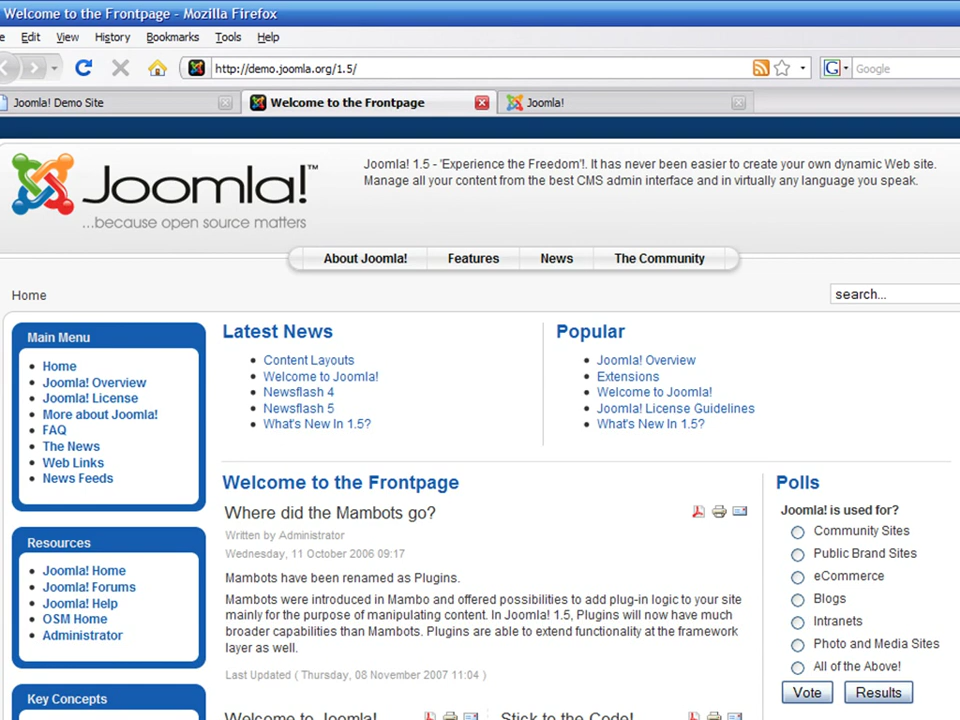 Welcome to the Frontpage - Mozilla Firefox
e Edit View History Bookmarks Tools Help
http://demo.joomla.org/1.5/
G Google
Joomla! Demo Site
Welcome to the Frontpage
Joomla!
Joomla!™
...because open source matters
Joomla! 1.5 - 'Experience the Freedom'!. It has never been easier to create your own dynamic Web site.
Manage all your content from the best CMS admin interface and in virtually any language you speak.
About Joomla! Features News The Community
Home
search...
Main Menu
Home
Joomla! Overview
Joomla! License
More about Joomla!
FAQ
The News
Web Links
News Feeds
Resources
Joomla! Home
Joomla! Forums
Joomla! Help
OSM Home
Administrator
Key Concepts
Latest News
Content Layouts
Welcome to Joomla!
Newsflash 4
Newsflash 5
What's New In 1.5?
Popular
Joomla! Overview
Extensions
Welcome to Joomla!
Joomla! License Guidelines
What's New In 1.5?
Welcome to the Frontpage
Where did the Mambots go?
Written by Administrator
Wednesday, 11 October 2006 09:17
Mambots have been renamed as Plugins.
Mambots were introduced in Mambo and offered possibilities to add plug-in logic to your site
mainly for the purpose of manipulating content. In Joomla! 1.5, Plugins will now have much
broader capabilities than Mambots. Plugins are able to extend functionality at the framework
layer as well.
Last Updated ( Thursday, 08 November 2007 11:04 )
Welcome to Joomla!
Stick to the Code!
Polls
Joomla! is used for?
Community Sites
Public Brand Sites
eCommerce
Blogs
Intranets
Photo and Media Sites
All of the Above!
Vote Results